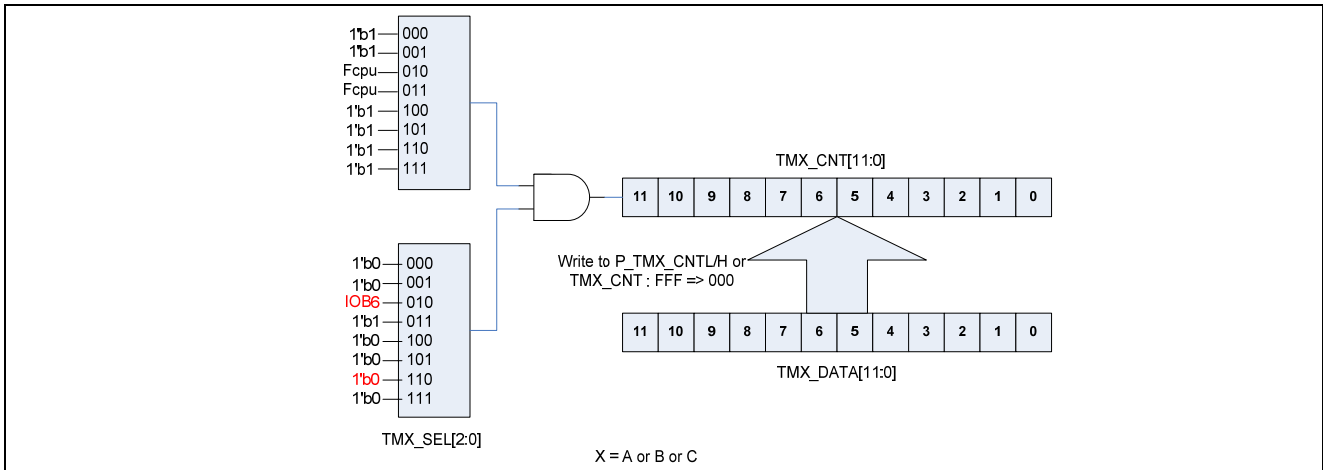 1'b1 000
1'b1 001
Fcpu 010
Fcpu 011
1'b1 100
1'b1 101
1'b1 110
1'b1 111
TMX_CNT[11:0]
11 10 9 8 7 6 5 4 3 2 1 0
1'b0 000
1'b0 001
IOB6 010
1'b1 011
1'b0 100
1'b0 101
1'b0 110
1'b0 111
TMX_SEL[2:0]
Write to P_TMX_CNTL/H or
TMX_CNT : FFF => 000
11 10 9 8 7 6 5 4 3 2 1 0
TMX_DATA[11:0]
X = A or B or C